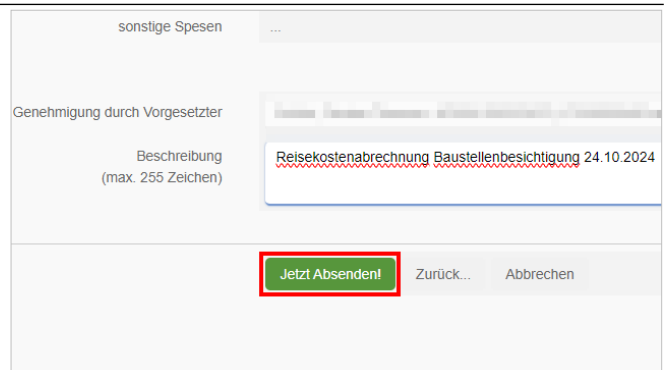 sonstige Spesen ...
Genehmigung durch Vorgesetzter
Beschreibung Reisekostenabrechnung Baustellenbesichtigung 24.10.2024
(max. 255 Zeichen)
Jetzt Absenden! Zurück... Abbrechen